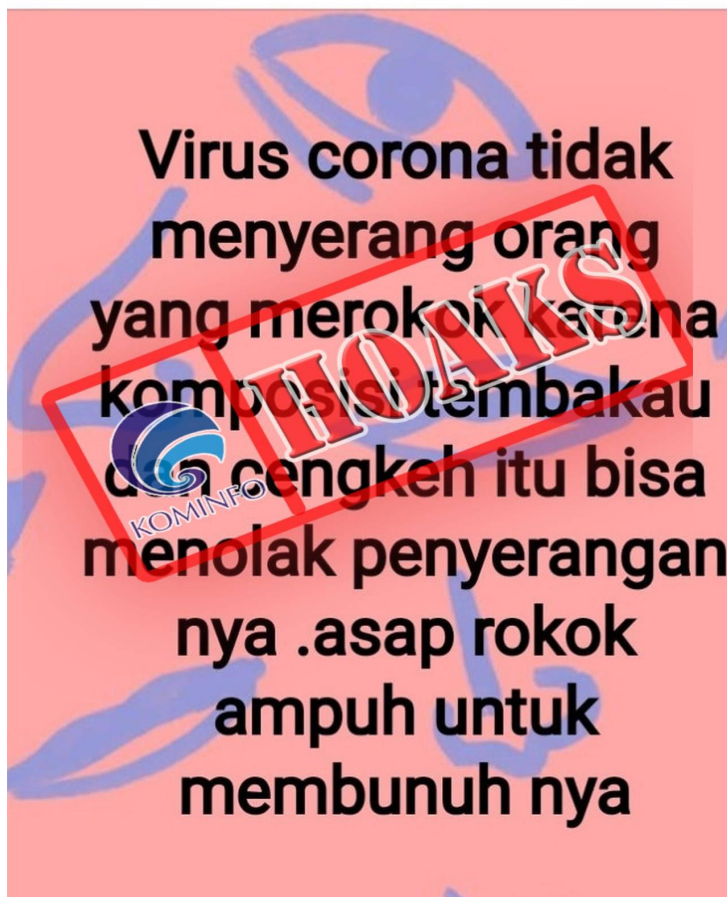 Virus corona tidak
menyerang orang
yang merokok karena
komposisi tembakau
dan cengkeh itu bisa
menolak penyerangan
nya .asap rokok
ampuh untuk
membunuh nya
HOAKS
KOMINFO